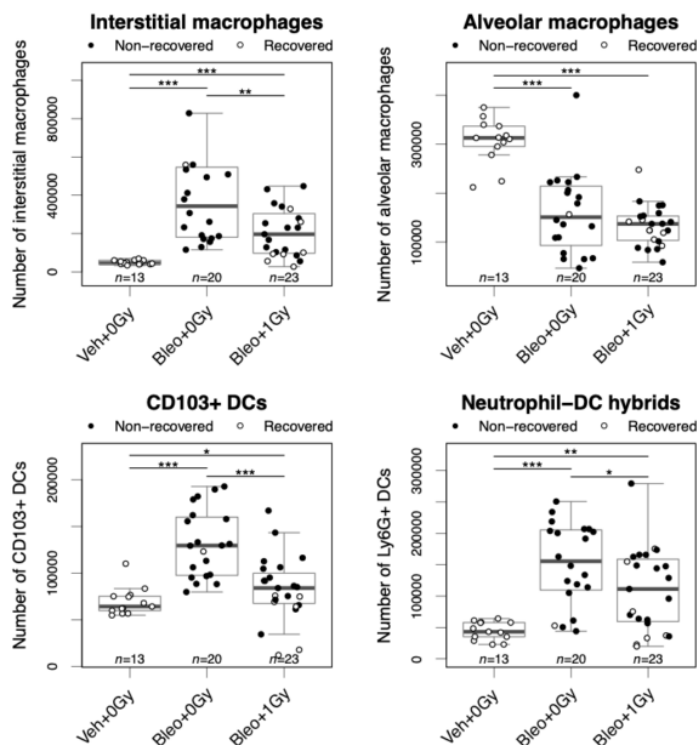 Interstitial macrophages
● Non-recovered ○ Recovered
***
***
**
Number of interstitial macrophages
800000
400000
0
n=13 n=20 n=23
Veh+0Gy Bleo+0Gy Bleo+1Gy
Alveolar macrophages
● Non-recovered ○ Recovered
***
***
Number of alveolar macrophages
300000
100000
n=13 n=20 n=23
Veh+0Gy Bleo+0Gy Bleo+1Gy
CD103+ DCs
● Non-recovered ○ Recovered
*
***
***
Number of CD103+ DCs
200000
100000
0
n=13 n=20 n=23
Veh+0Gy Bleo+0Gy Bleo+1Gy
Neutrophil–DC hybrids
● Non-recovered ○ Recovered
**
***
*
Number of Ly6G+ DCs
300000
200000
100000
0
n=13 n=20 n=23
Veh+0Gy Bleo+0Gy Bleo+1Gy